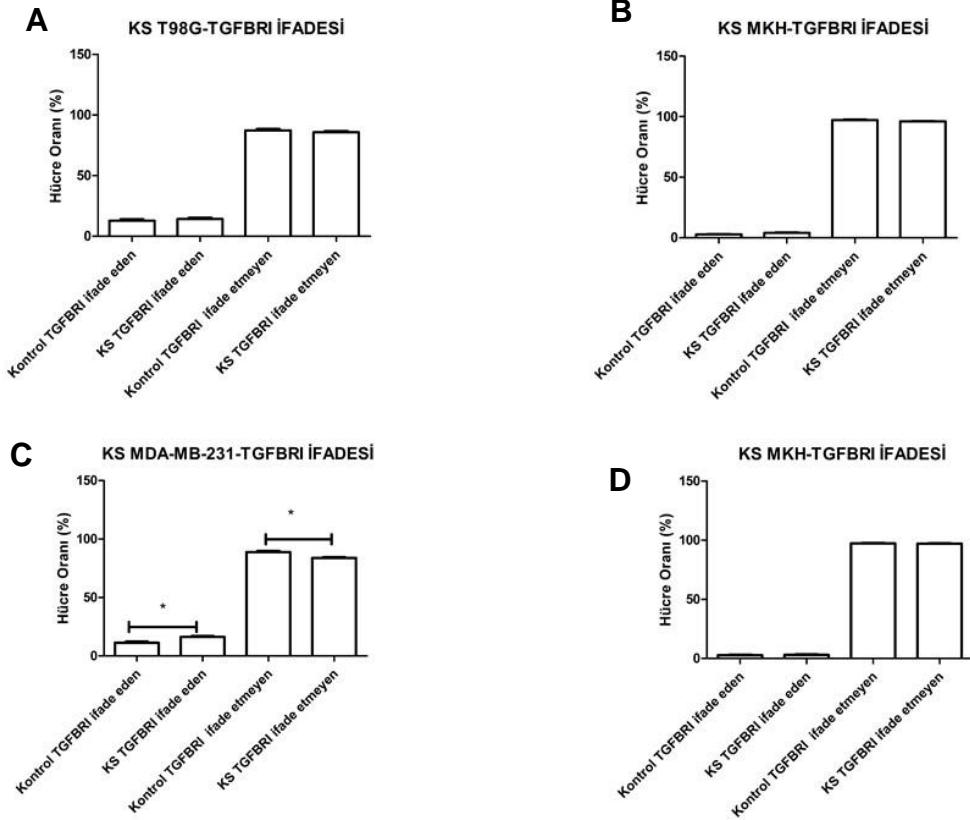 A
KS T98G-TGFBRI İFADESİ
Hücre Oranı (%)
150
100
50
0
Kontrol TGFBRI ifade eden
KS TGFBRI ifade eden
Kontrol TGFBRI ifade etmeyen
KS TGFBRI ifade etmeyen
B
KS MKH-TGFBRI İFADESİ
Hücre Oranı (%)
150
100
50
0
Kontrol TGFBRI ifade eden
KS TGFBRI ifade eden
Kontrol TGFBRI ifade etmeyen
KS TGFBRI ifade etmeyen
C
KS MDA-MB-231-TGFBRI İFADESİ
Hücre Oranı (%)
150
100
50
0
*
*
Kontrol TGFBRI ifade eden
KS TGFBRI ifade eden
Kontrol TGFBRI ifade etmeyen
KS TGFBRI ifade etmeyen
D
KS MKH-TGFBRI İFADESİ
Hücre Oranı (%)
150
100
50
0
Kontrol TGFBRI ifade eden
KS TGFBRI ifade eden
Kontrol TGFBRI ifade etmeyen
KS TGFBRI ifade etmeyen